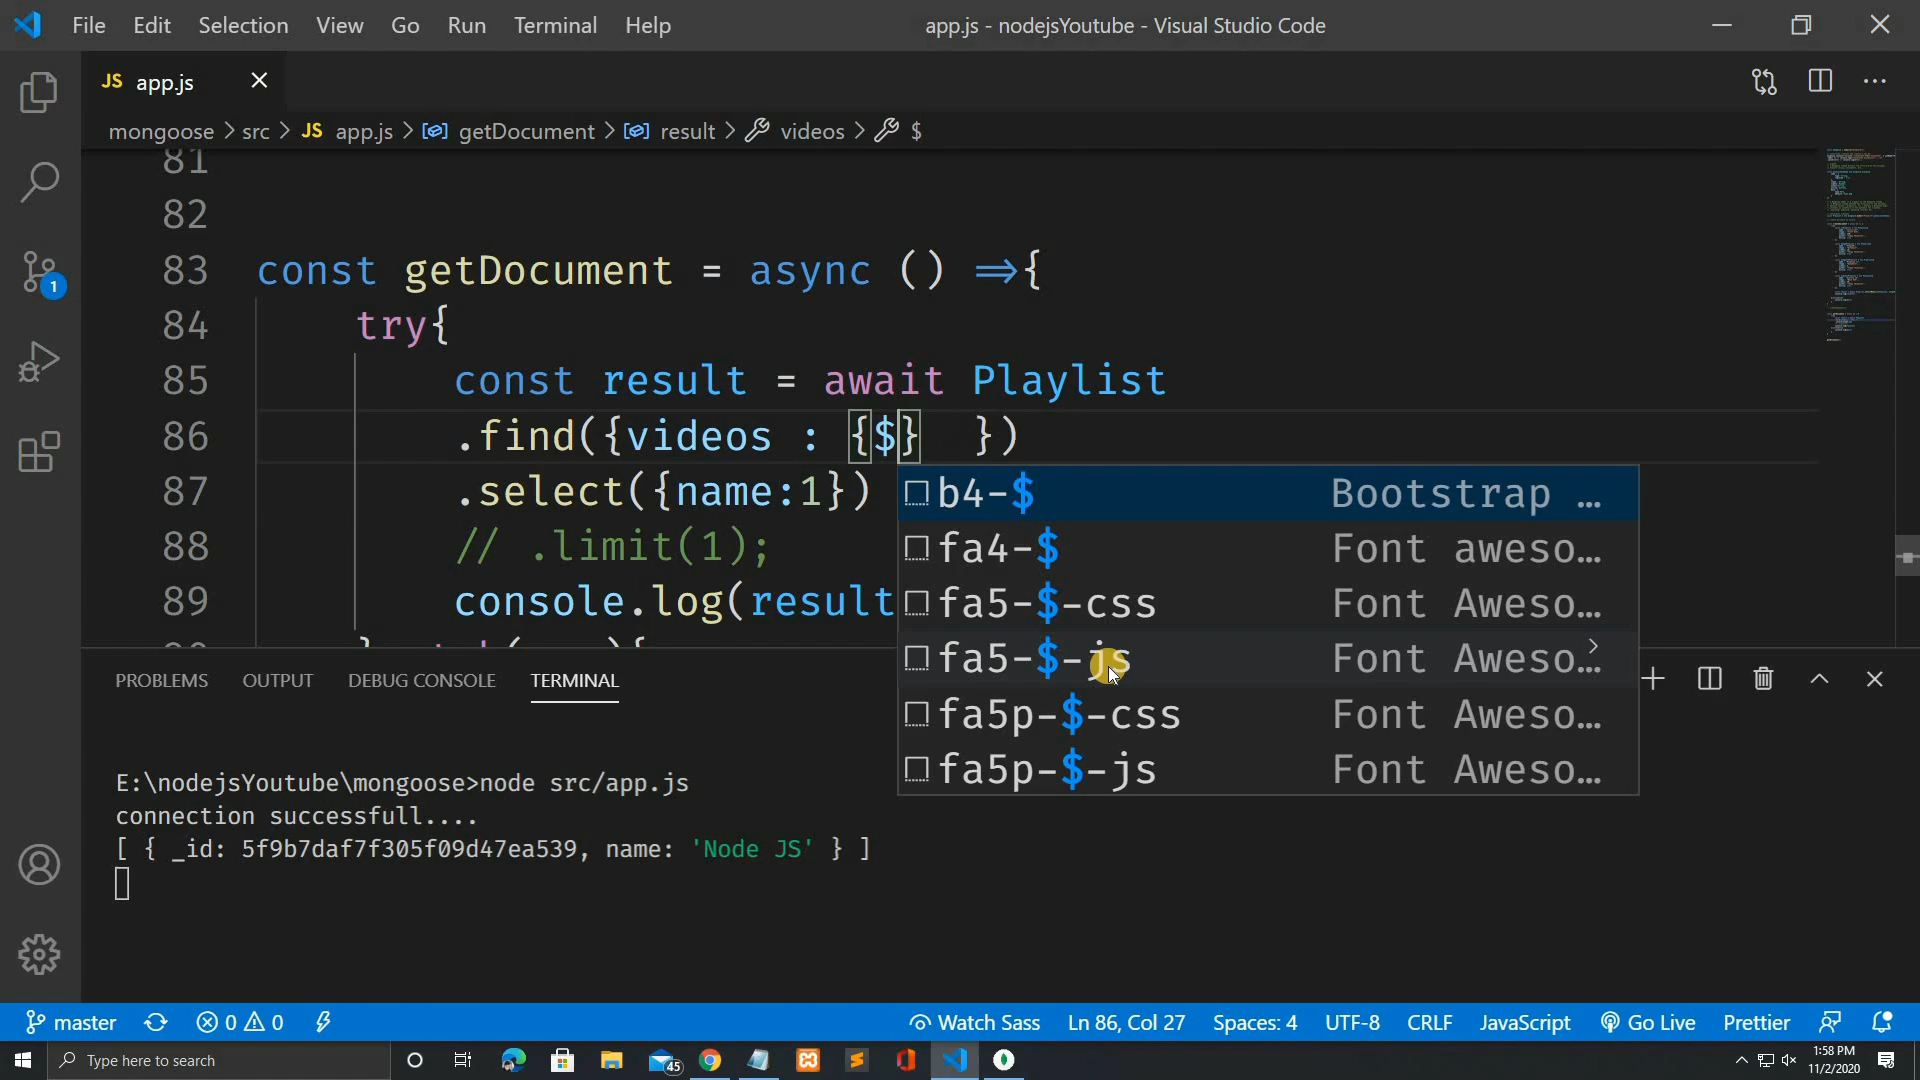 File Edit Selection View Go Run Terminal Help app.js - nodejsYoutube - Visual Studio Code
JS app.js
mongoose > src > JS app.js > getDocument > result > videos > $
81
82
83 const getDocument = async () =>{
84 try{
85 const result = await Playlist
86 .find({videos : {$} })
87 .select({name:1})
88 // .limit(1);
89 console.log(result
b4-$ Bootstrap …
fa4-$ Font aweso…
fa5-$-css Font Aweso…
fa5-$-js Font Aweso…
fa5p-$-css Font Aweso…
fa5p-$-js Font Aweso…
PROBLEMS OUTPUT DEBUG CONSOLE TERMINAL
E:\nodejsYoutube\mongoose>node src/app.js
connection successfull....
[ { _id: 5f9b7daf7f305f09d47ea539, name: 'Node JS' } ]
1
master 0 0 Watch Sass Ln 86, Col 27 Spaces: 4 UTF-8 CRLF JavaScript Go Live Prettier
Type here to search 45 1:58 PM
11/2/2020